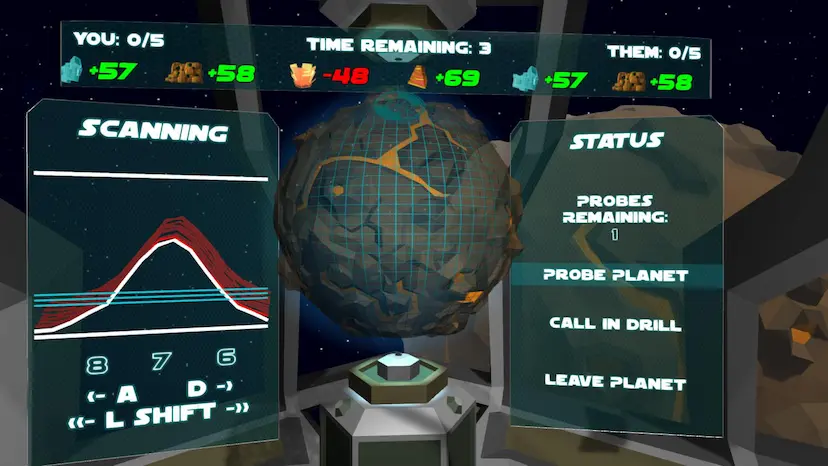 YOU: 0/5
TIME REMAINING: 3
THEM: 0/5
+57 +58 -48 +69 +57 +58
SCANNING
8 7 6
<- A D ->
<<- L SHIFT ->>
STATUS
PROBES
REMAINING:
1
PROBE PLANET
CALL IN DRILL
LEAVE PLANET